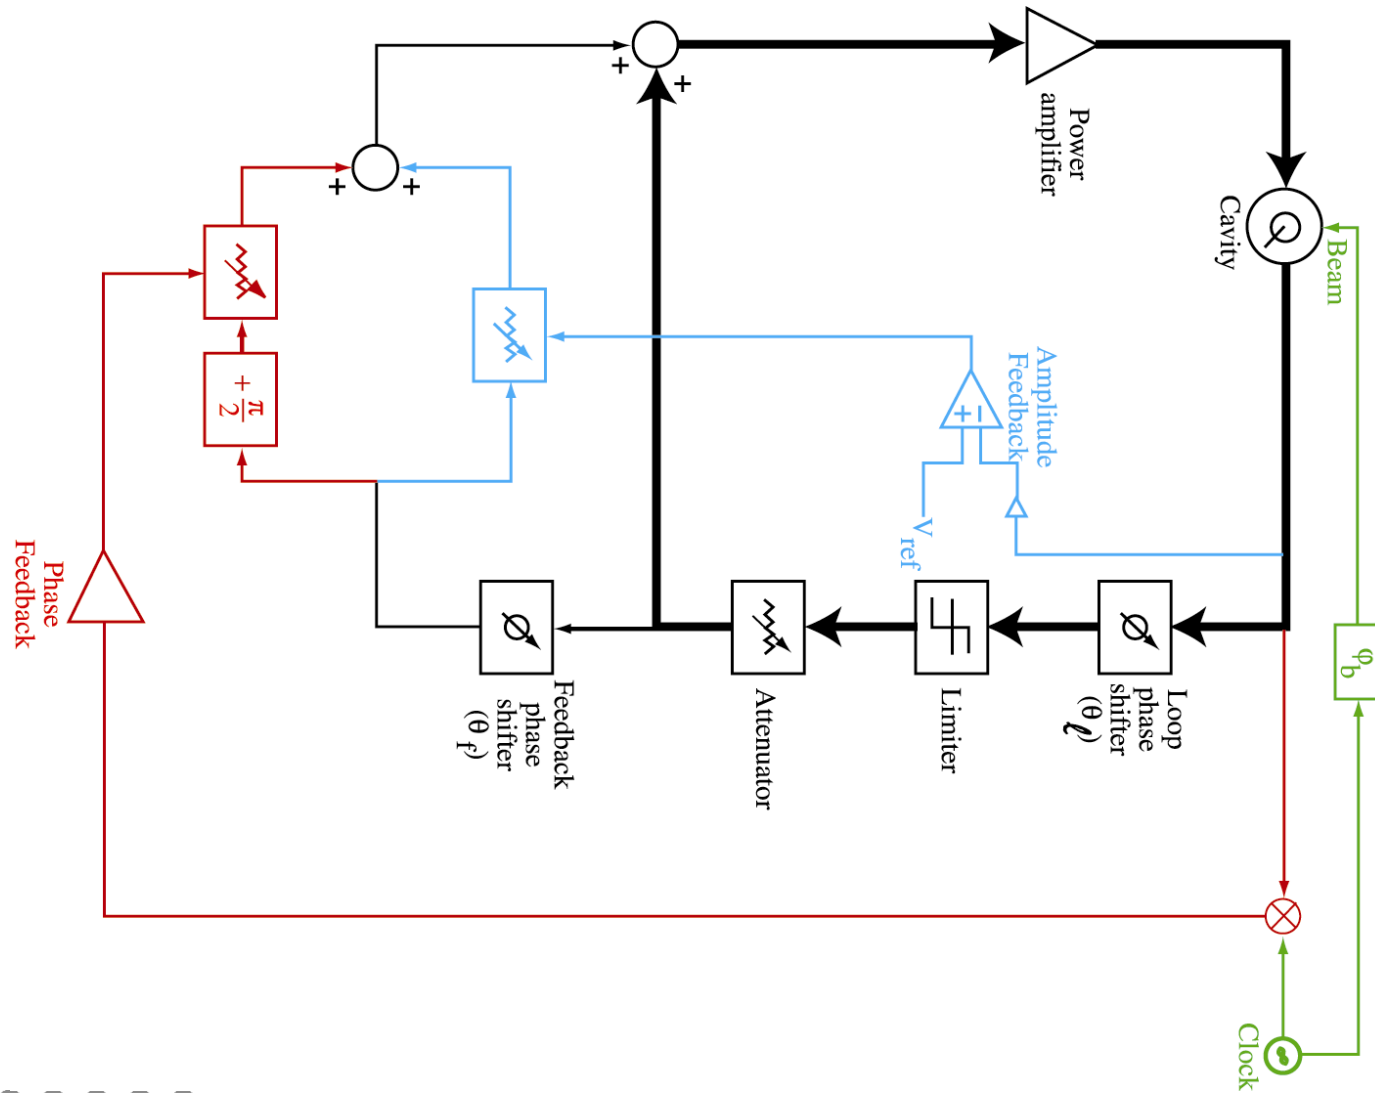 Power
amplifier
Cavity
Beam
Amplitude
Feedback
+
−
V ref
φ b
Loop
phase
shifter
(θ ℓ)
Limiter
Attenuator
Feedback
phase
shifter
(θ f)
+ π/2
Phase
Feedback
Clock
+
+
+
+